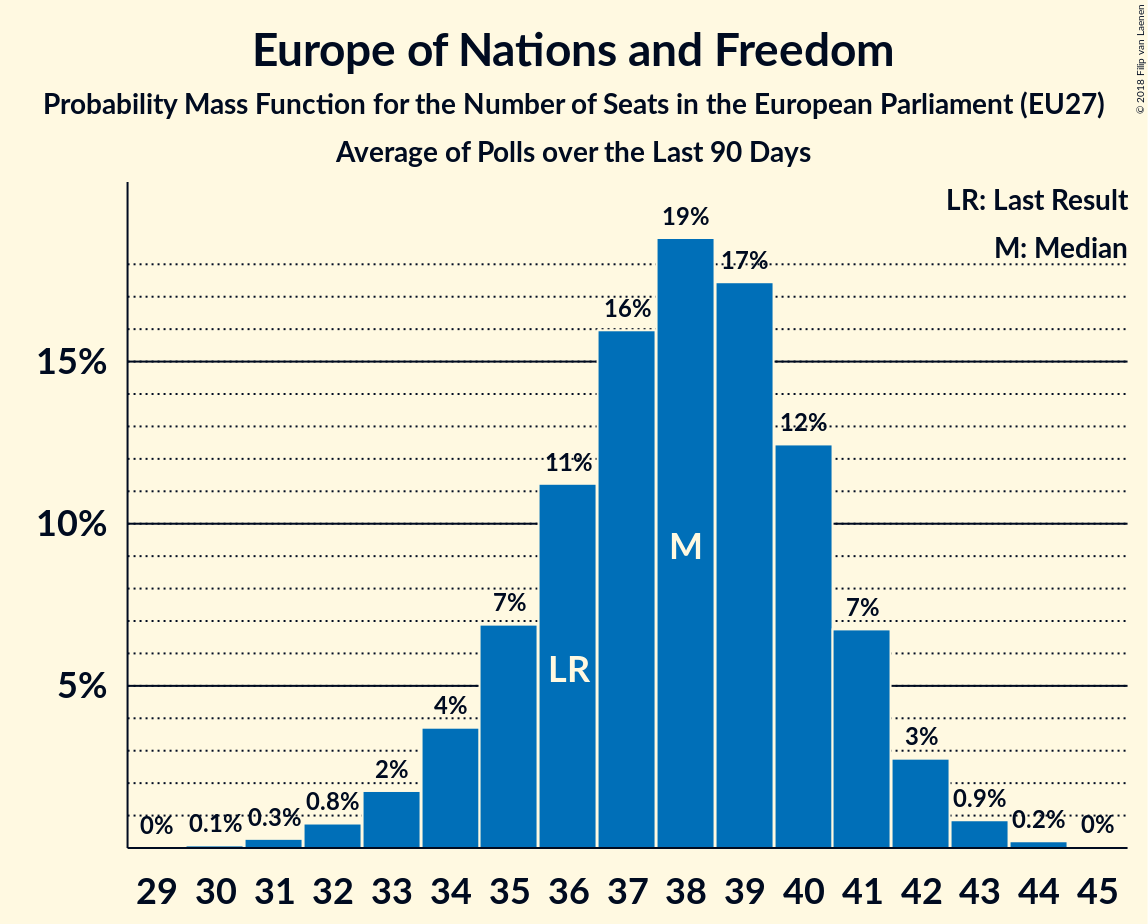 Europe of Nations and Freedom
Probability Mass Function for the Number of Seats in the European Parliament (EU27)
Average of Polls over the Last 90 Days
© 2018 Filip van Laenen
LR: Last Result
M: Median
15%
10%
5%
0%
0.1%
0.3%
0.8%
2%
4%
7%
11%
16%
19%
17%
12%
7%
3%
0.9%
0.2%
0%
LR
M
29 30 31 32 33 34 35 36 37 38 39 40 41 42 43 44 45